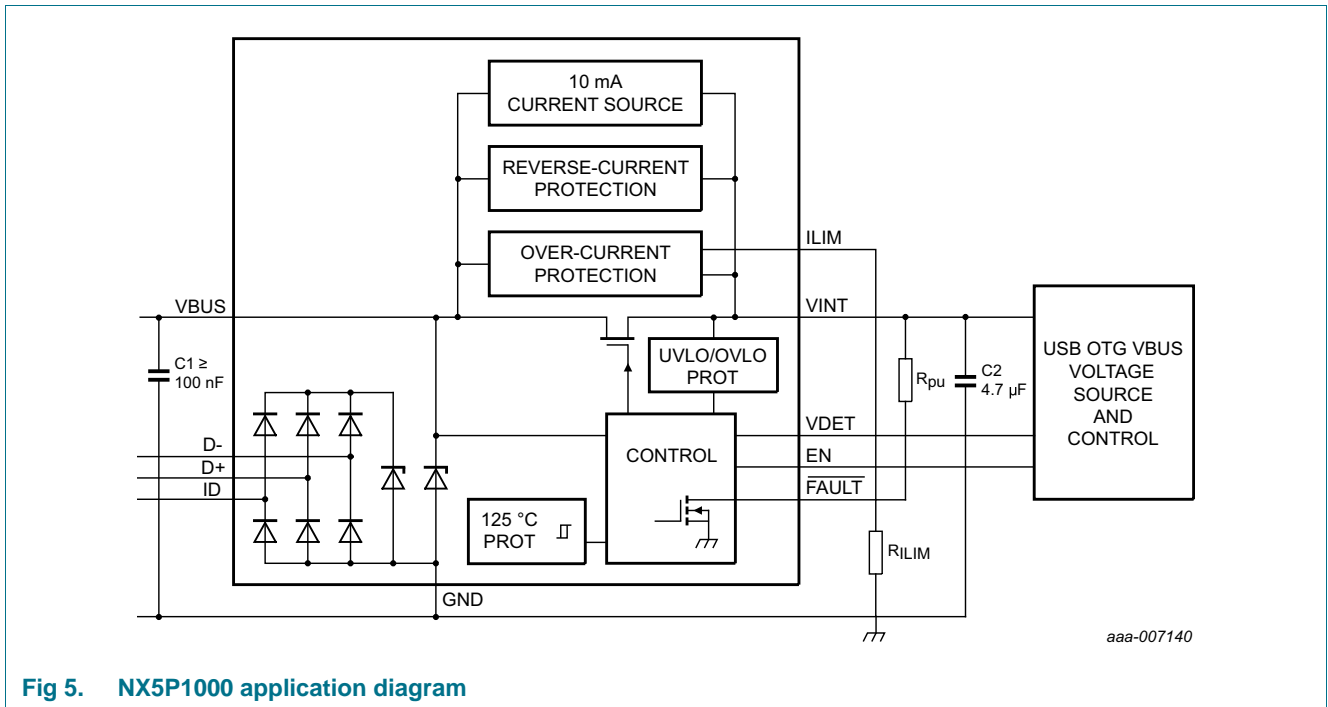 10 mA
CURRENT SOURCE
REVERSE-CURRENT
PROTECTION
OVER-CURRENT
PROTECTION
ILIM
VBUS
VINT
C1 ≥
100 nF
UVLO/OVLO
PROT
Rpu
C2
4.7 μF
USB OTG VBUS
VOLTAGE
SOURCE
AND
CONTROL
D-
D+
ID
CONTROL
VDET
EN
FAULT
125 °C
PROT
RILIM
GND
aaa-007140
Fig 5. NX5P1000 application diagram